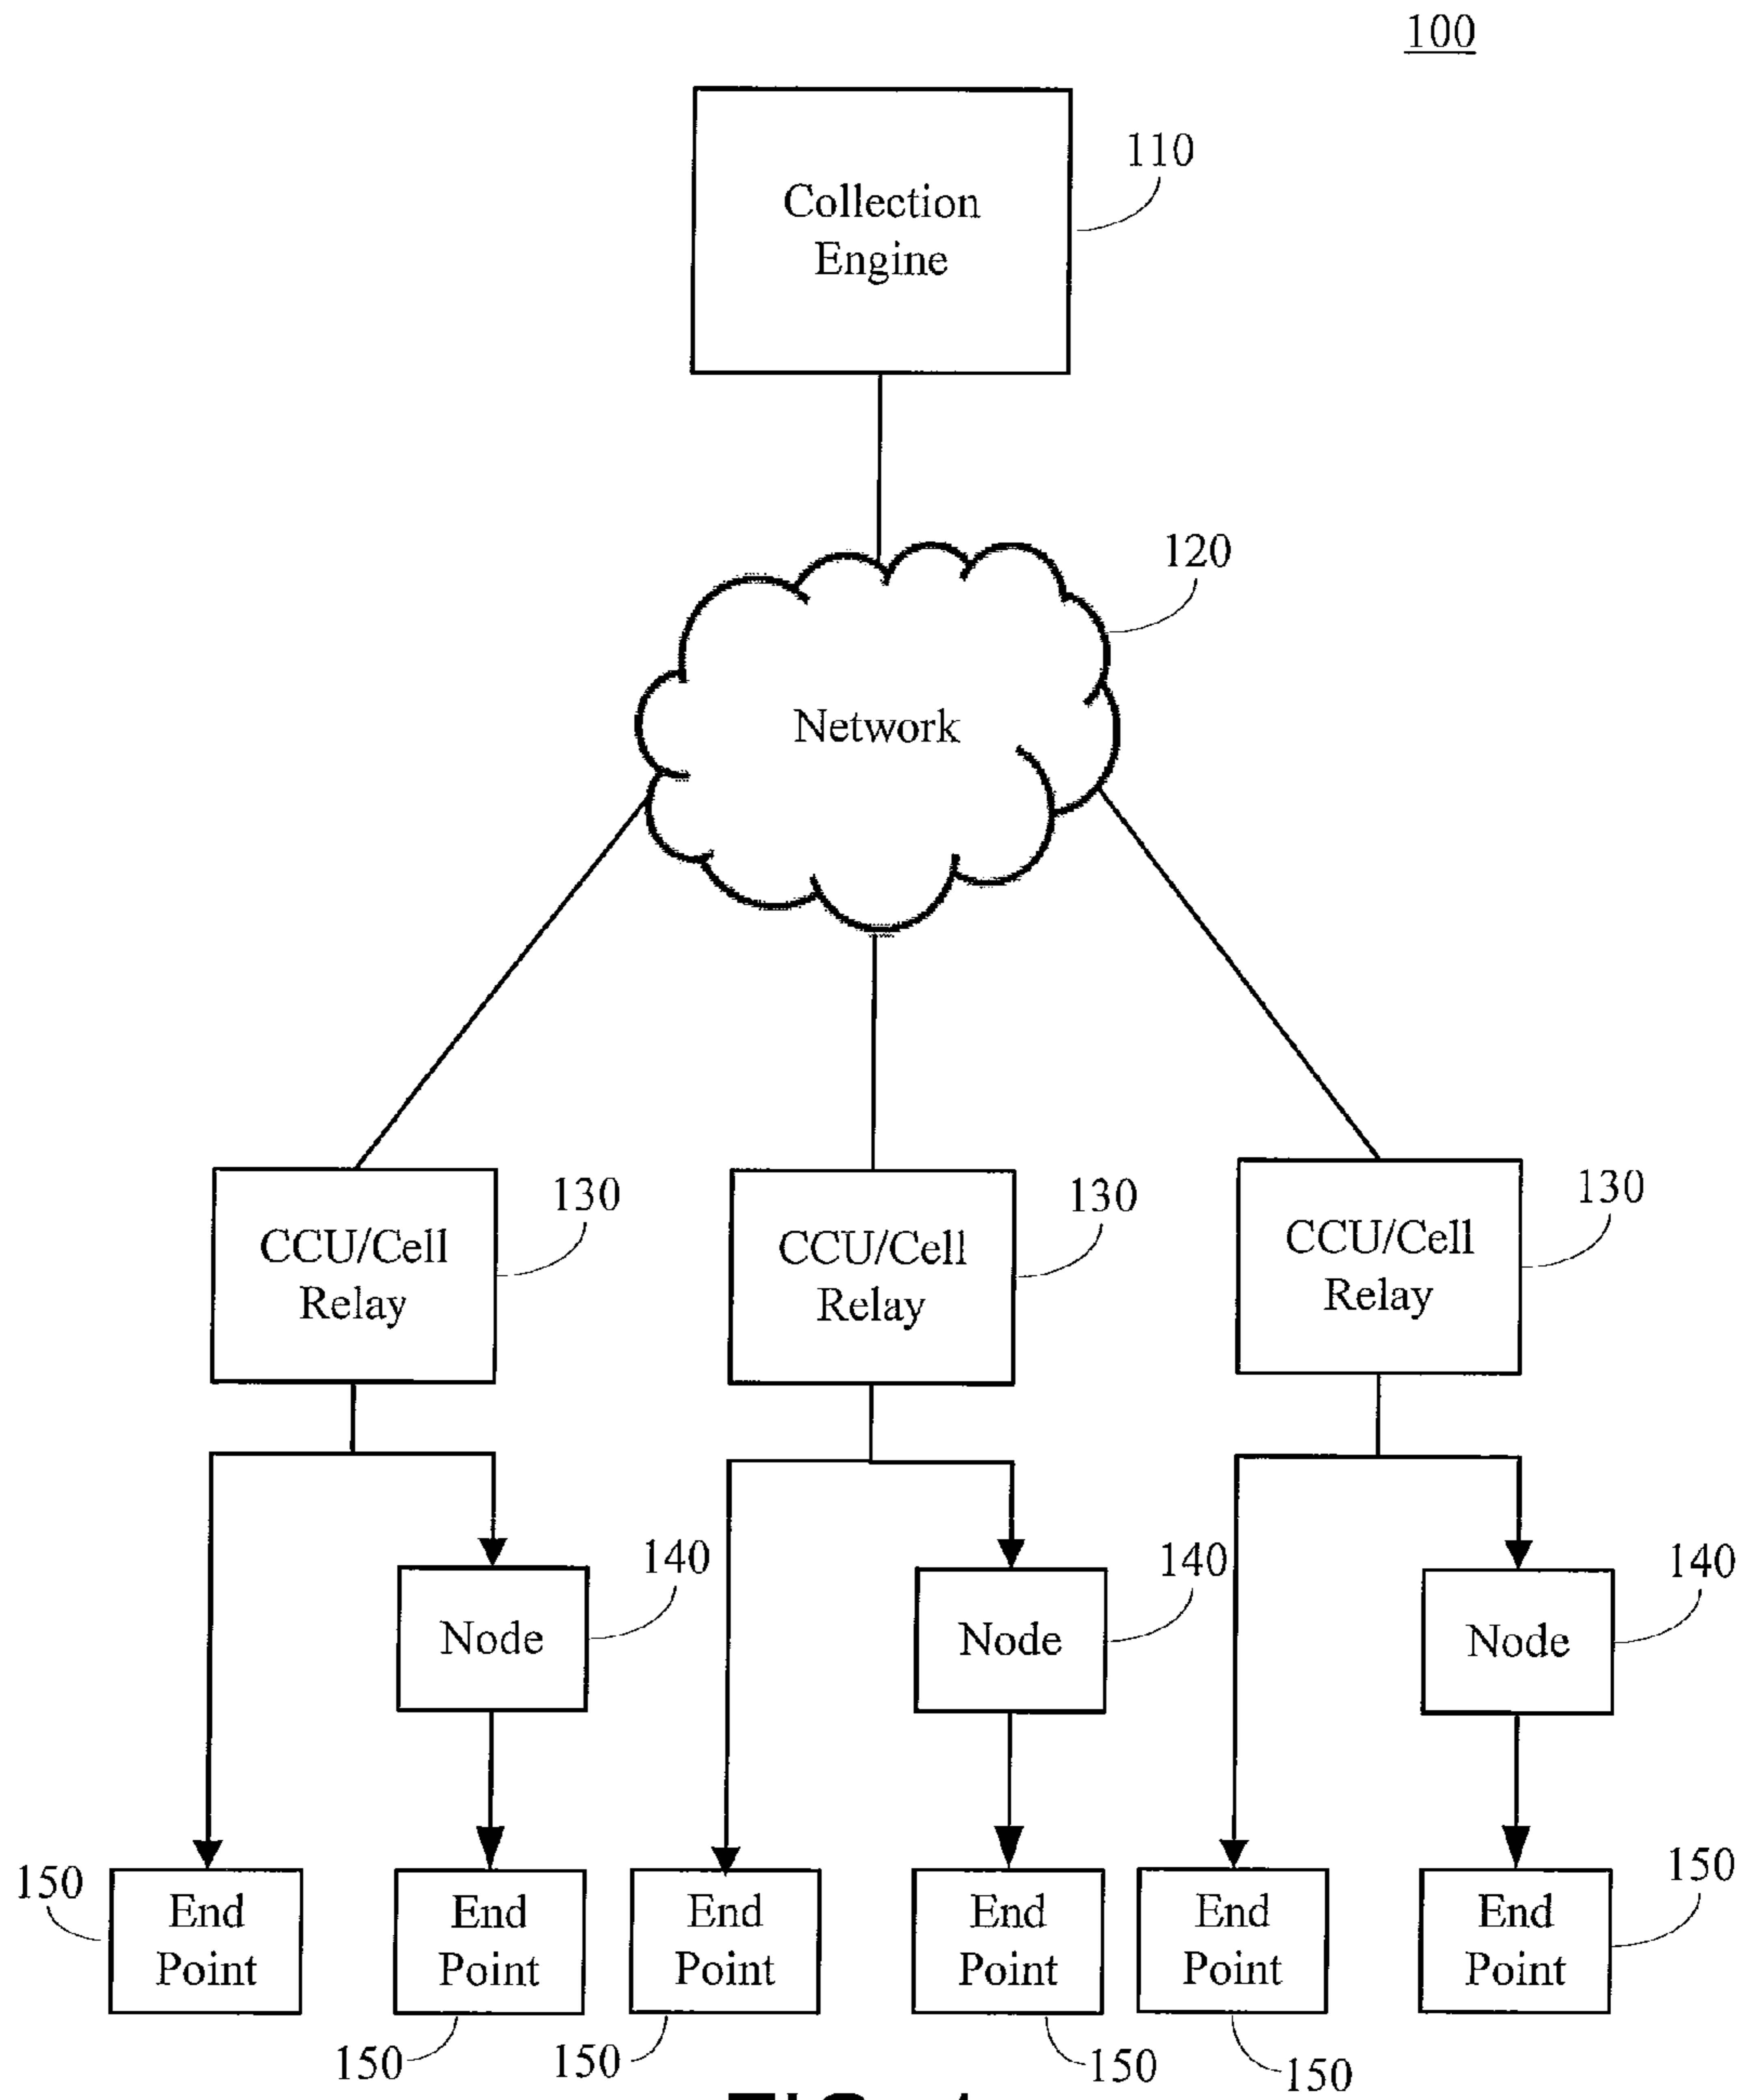 100
110
Collection
Engine
120
Network
130
130
130
CCU/Cell
Relay
CCU/Cell
Relay
CCU/Cell
Relay
140
140
140
Node
Node
Node
150
150
End
Point
End
Point
End
Point
End
Point
End
Point
End
Point
150
150
150
150